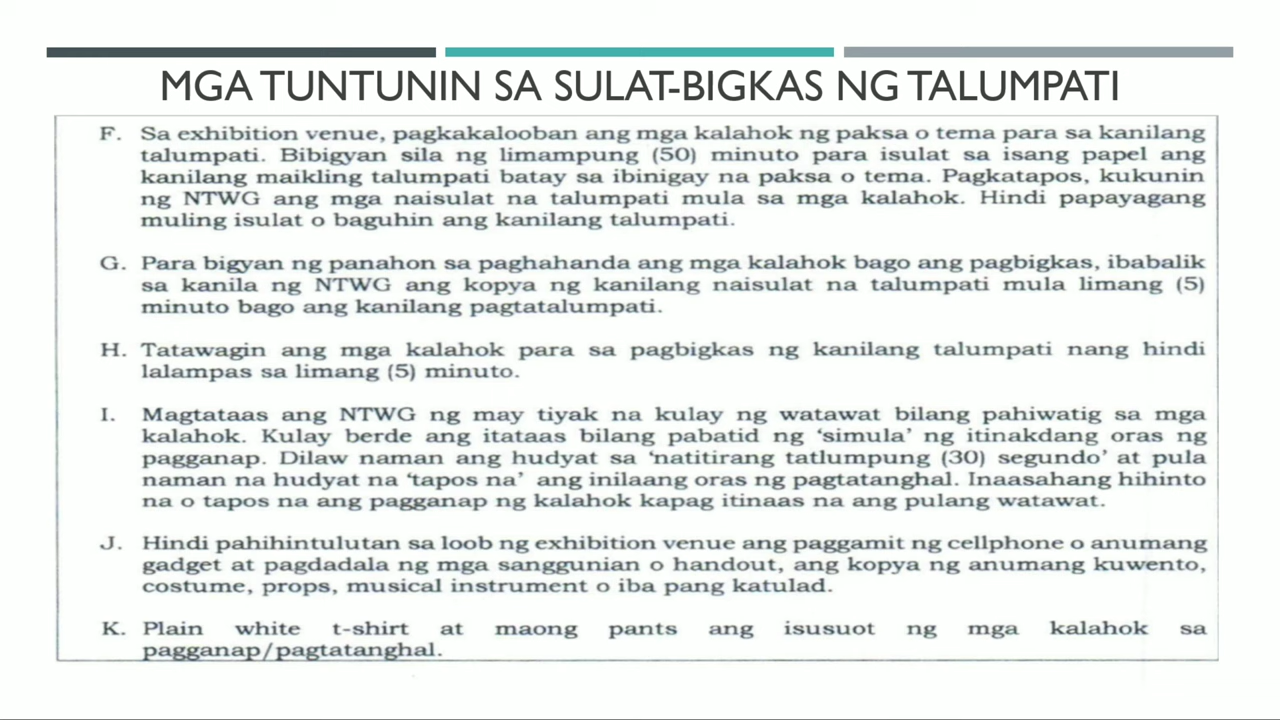 MGA TUNTUNIN SA SULAT-BIGKAS NG TALUMPATI
F. Sa exhibition venue, pagkakalooban ang mga kalahok ng paksa o tema para sa kanilang
talumpati. Bibigyan sila ng limampung (50) minuto para isulat sa isang papel ang
kanilang maikling talumpati batay sa ibinigay na paksa o tema. Pagkatapos, kukunin
ng NTWG ang mga naisulat na talumpati mula sa mga kalahok. Hindi papayagang
muling isulat o baguhin ang kanilang talumpati.
G. Para bigyan ng panahon sa paghahanda ang mga kalahok bago ang pagbigkas, ibabalik
sa kanila ng NTWG ang kopya ng kanilang naisulat na talumpati mula limang (5)
minuto bago ang kanilang pagtatalumpati.
H. Tatawagin ang mga kalahok para sa pagbigkas ng kanilang talumpati nang hindi
lalampas sa limang (5) minuto.
I. Magtataas ang NTWG ng may tiyak na kulay ng watawat bilang pahiwatig sa mga
kalahok. Kulay berde ang itataas bilang pabatid ng ‘simula’ ng itinakdang oras ng
pagganap. Dilaw naman ang hudyat sa ‘natitirang tatlumpung (30) segundo’ at pula
naman na hudyat na ‘tapos na’ ang inilaang oras ng pagtatanghal. Inaasahang hihinto
na o tapos na ang pagganap ng kalahok kapag itinaas na ang pulang watawat.
J. Hindi pahihintulutan sa loob ng exhibition venue ang paggamit ng cellphone o anumang
gadget at pagdadala ng mga sanggunian o handout, ang kopya ng anumang kuwento,
costume, props, musical instrument o iba pang katulad.
K. Plain white t-shirt at maong pants ang isusuot ng mga kalahok sa
pagganap/pagtatanghal.